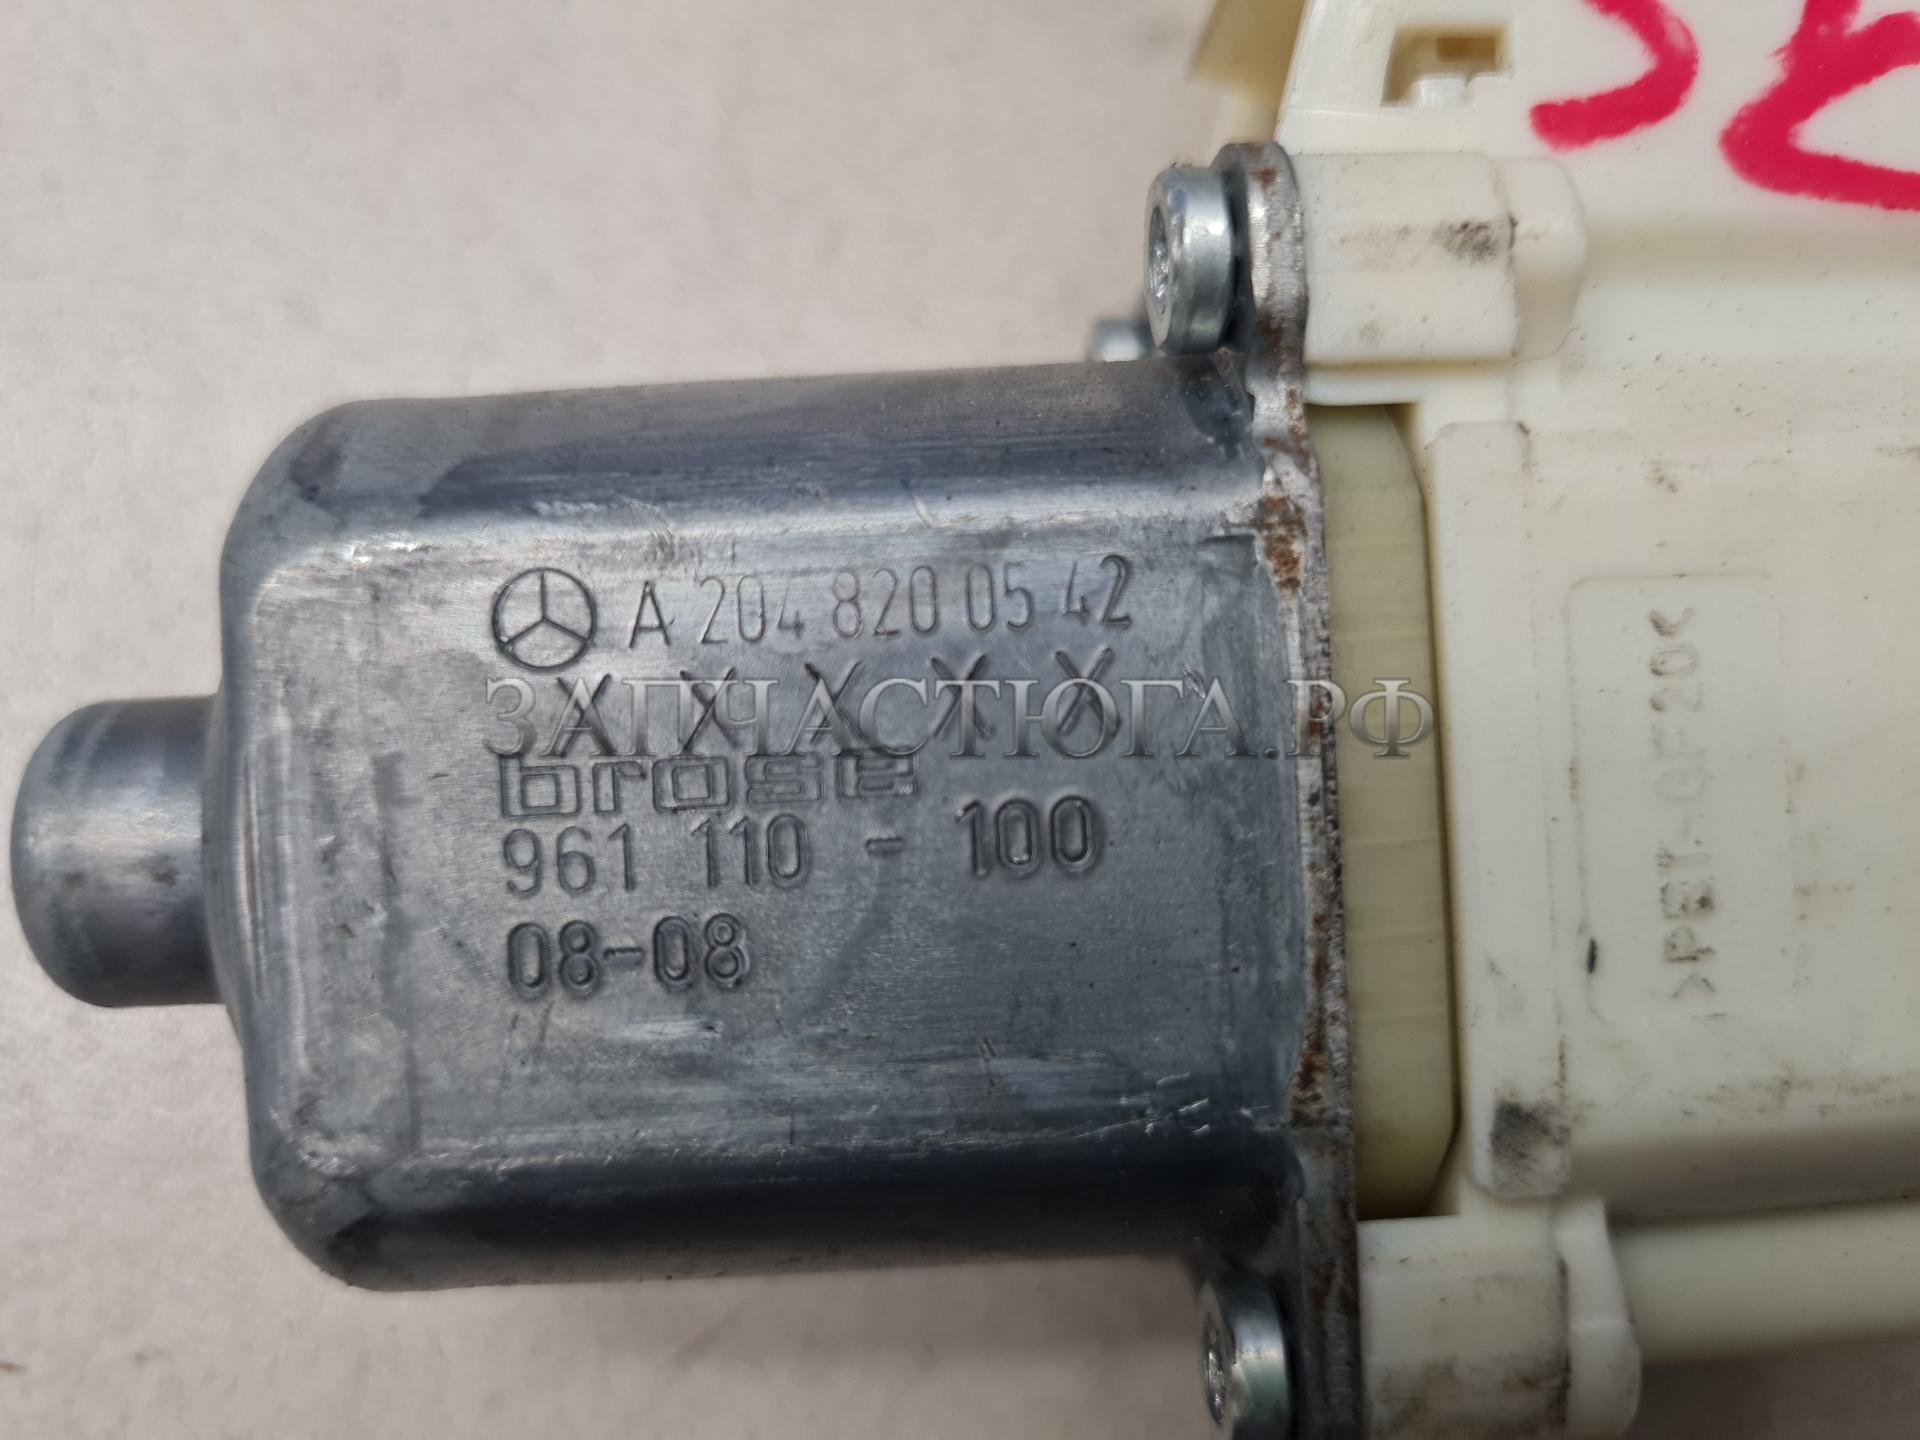 A 204 820 05 42
X X X X X
ЗАПЧАСТЮГА.РФ
brose
961 110 - 100
08-08
>PBT-GF20<